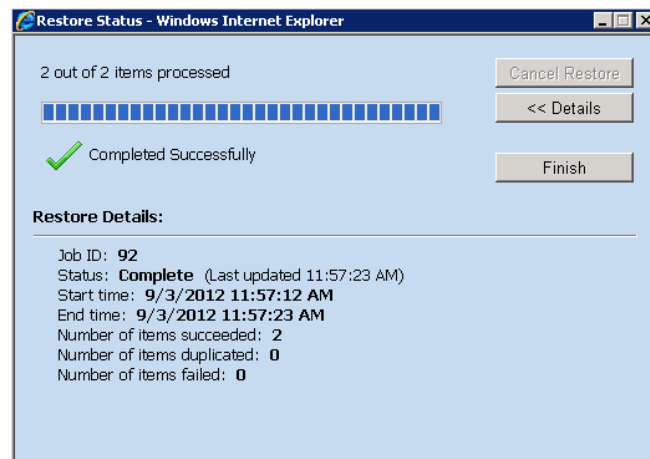 Restore Status - Windows Internet Explorer
2 out of 2 items processed
Cancel Restore
<< Details
Completed Successfully
Finish
Restore Details:
Job ID: 92
Status: Complete (Last updated 11:57:23 AM)
Start time: 9/3/2012 11:57:12 AM
End time: 9/3/2012 11:57:23 AM
Number of items succeeded: 2
Number of items duplicated: 0
Number of items failed: 0